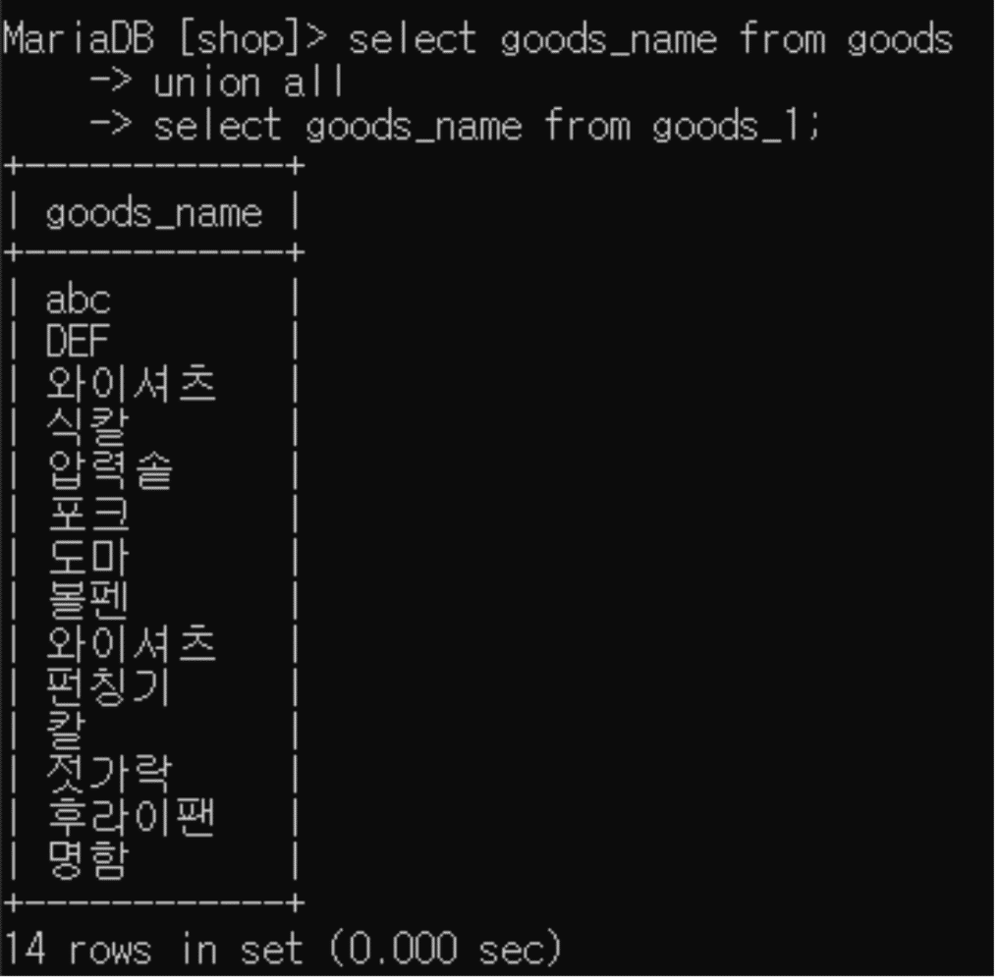 MariaDB [shop]> select goods_name from goods
    -> union all
    -> select goods_name from goods_1;
+------------+
| goods_name |
+------------+
| abc        |
| DEF        |
| 와이셔츠   |
| 식칼       |
| 압력솥     |
| 포크       |
| 도마       |
| 볼펜       |
| 와이셔츠   |
| 펀칭기     |
| 칼         |
| 젓가락     |
| 후라이팬   |
| 명함       |
+------------+
14 rows in set (0.000 sec)